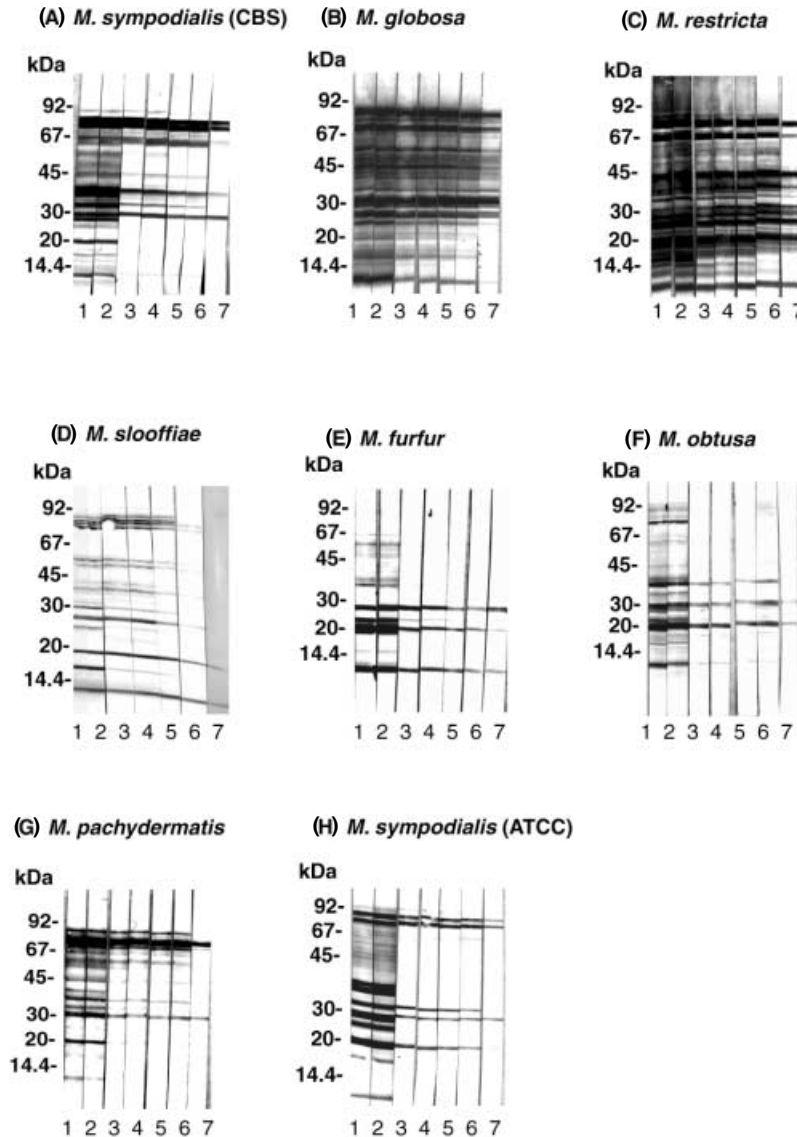 (A) M. sympodialis (CBS)
kDa
92-
67-
45-
30-
20-
14.4-
1 2 3 4 5 6 7
(B) M. globosa
kDa
92-
67-
45-
30-
20-
14.4-
1 2 3 4 5 6 7
(C) M. restricta
kDa
92-
67-
45-
30-
20-
14.4-
1 2 3 4 5 6 7
(D) M. slooffiae
kDa
92-
67-
45-
30-
20-
14.4-
1 2 3 4 5 6 7
(E) M. furfur
kDa
92-
67-
45-
30-
20-
14.4-
1 2 3 4 5 6 7
(F) M. obtusa
kDa
92-
67-
45-
30-
20-
14.4-
1 2 3 4 5 6 7
(G) M. pachydermatis
kDa
92-
67-
45-
30-
20-
14.4-
1 2 3 4 5 6 7
(H) M. sympodialis (ATCC)
kDa
92-
67-
45-
30-
20-
14.4-
1 2 3 4 5 6 7